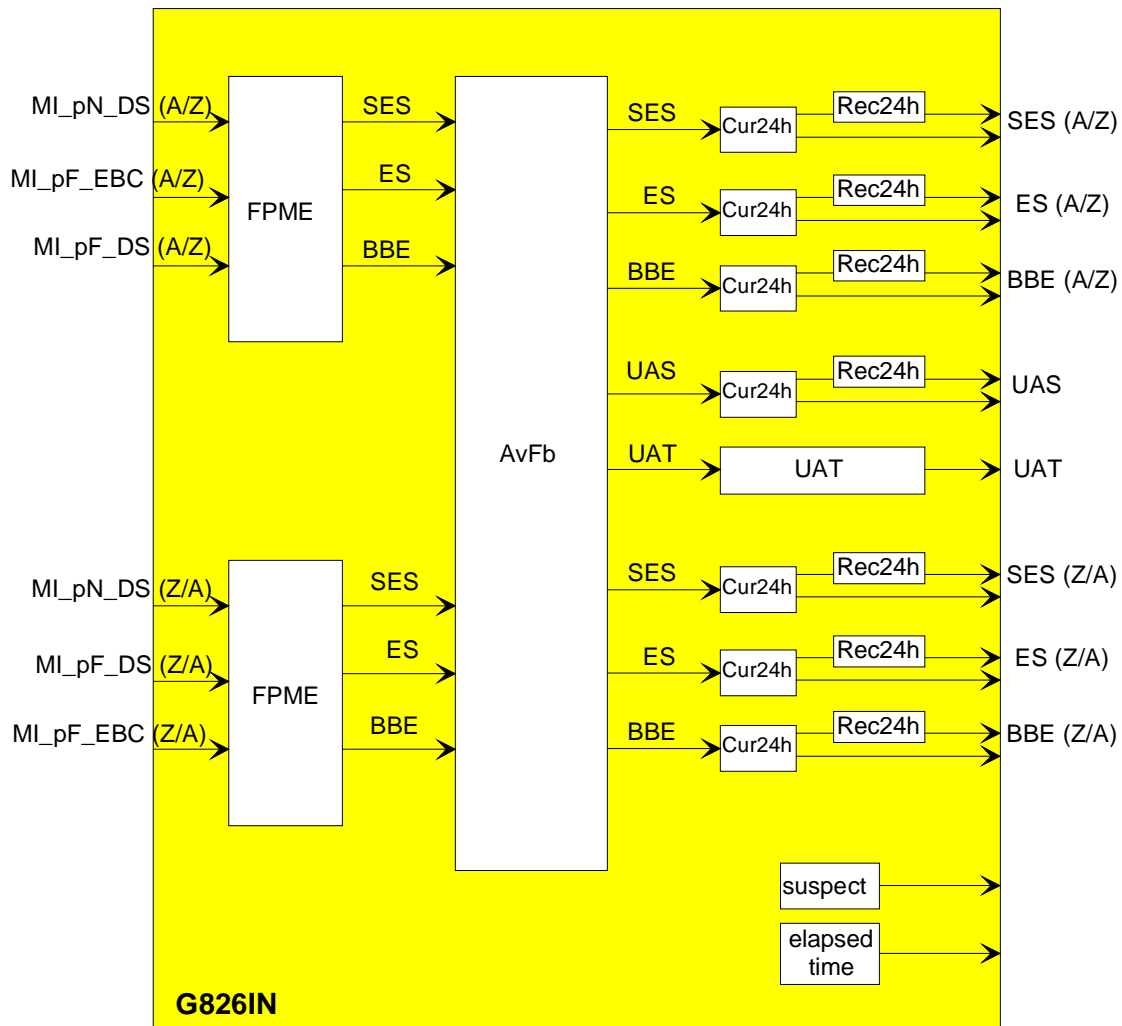 MI_pN_DS (A/Z)
MI_pF_EBC (A/Z)
MI_pF_DS (A/Z)
FPME
SES
ES
BBE
MI_pN_DS (Z/A)
MI_pF_DS (Z/A)
MI_pF_EBC (Z/A)
FPME
SES
ES
BBE
AvFb
SES
Cur24h
Rec24h
SES (A/Z)
ES
Cur24h
Rec24h
ES (A/Z)
BBE
Cur24h
Rec24h
BBE (A/Z)
UAS
Cur24h
Rec24h
UAS
UAT
UAT
UAT
SES
Cur24h
Rec24h
SES (Z/A)
ES
Cur24h
Rec24h
ES (Z/A)
BBE
Cur24h
Rec24h
BBE (Z/A)
suspect
elapsed
time
G826IN